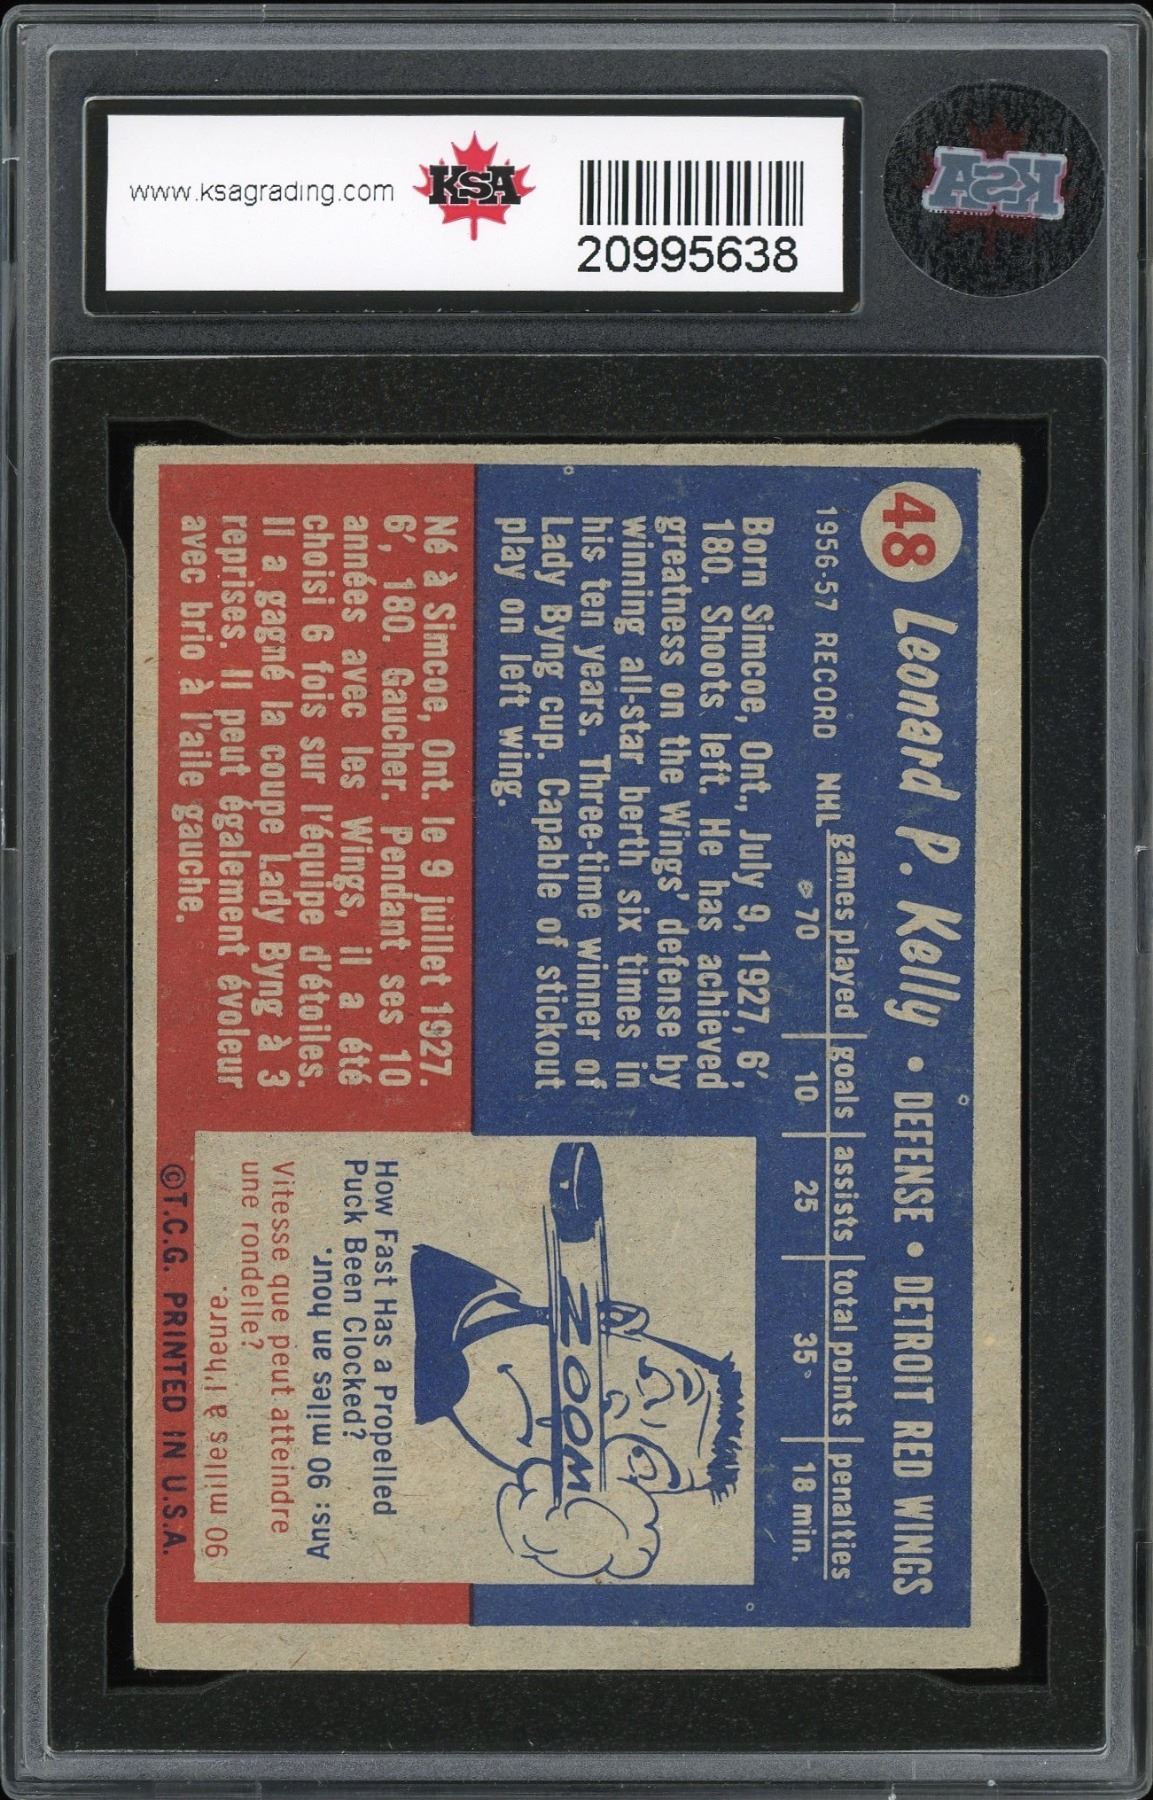 www.ksagrading.com
KSA
20995638
KSA
48
Leonard P. Kelly • DEFENSE • DETROIT RED WINGS
1956-57 RECORD NHL games played goals assists total points penalties
70 10 25 35 18 min.
Born Simcoe, Ont., July 9, 1927, 6',
180. Shoots left. He has achieved
greatness on the Wings' defense by
winning all-star berth six times in
his ten years. Three-time winner of
Lady Byng cup. Capable of stickout
play on left wing.
Né à Simcoe, Ont. le 9 juillet 1927.
6', 180. Gaucher. Pendant ses 10
années avec les Wings, il a été
choisi 6 fois sur l'équipe d'étoiles.
Il a gagné la coupe Lady Byng à 3
reprises. Il peut également évoleur
avec brio à l'aile gauche.
ZOOM
How Fast Has a Propelled
Puck Been Clocked?
Ans: 90 miles an hour.
Vitesse que peut atteindre
une rondelle?
90 milles à l'heure.
©T.C.G. PRINTED IN U.S.A.